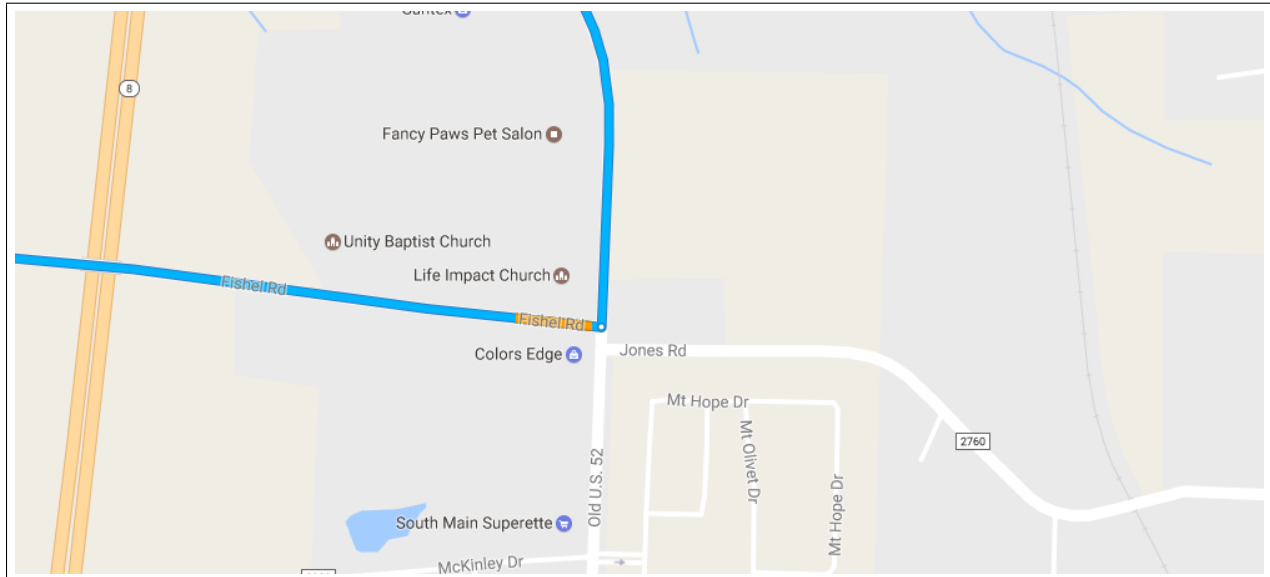 8
Fancy Paws Pet Salon
Unity Baptist Church
Life Impact Church
Fishel Rd
Fishel Rd
Colors Edge
Jones Rd
Mt Hope Dr
Mt Olivet Dr
2760
Old U.S. 52
Mt Hope Dr
South Main Superette
McKinley Dr